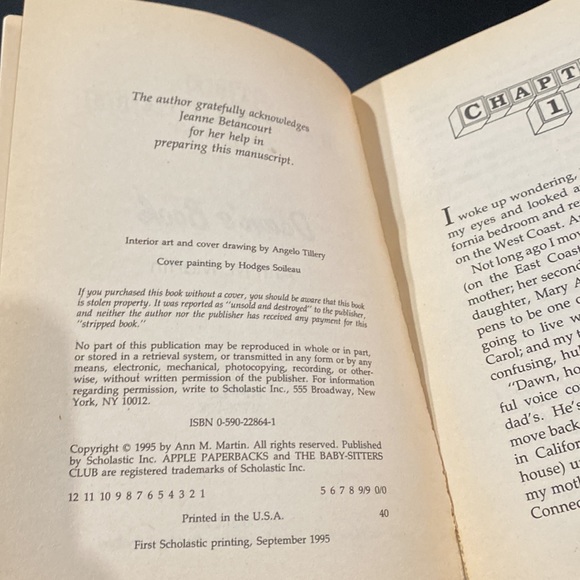 The author gratefully acknowledges
Jeanne Betancourt
for her help in
preparing this manuscript.
Interior art and cover drawing by Angelo Tillery
Cover painting by Hodges Soileau
If you purchased this book without a cover, you should be aware that this book
is stolen property. It was reported as "unsold and destroyed" to the publisher,
and neither the author nor the publisher has received any payment for this
"stripped book."
No part of this publication may be reproduced in whole or in part,
or stored in a retrieval system, or transmitted in any form or by any
means, electronic, mechanical, photocopying, recording, or other-
wise, without written permission of the publisher. For information
regarding permission, write to Scholastic Inc., 555 Broadway, New
York, NY 10012.
ISBN 0-590-22864-1
Copyright © 1995 by Ann M. Martin. All rights reserved. Published
by Scholastic Inc. APPLE PAPERBACKS and THE BABY-SITTERS
CLUB are registered trademarks of Scholastic Inc.
12 11 10 9 8 7 6 5 4 3 2 1 5 6 7 8 9/9 0/0
Printed in the U.S.A. 40
First Scholastic printing, September 1995
CHAPT
1
I woke up wondering,
my eyes and looked a
fornia bedroom and re
on the West Coast. A
Not long ago I mov
(on the East Coast
mother; her second
daughter, Mary A
pens to be one o
going to live w
Carol, and my
confusing, hu
"Dawn, ho
ful voice co
dad's. He's
move back
in Califor
house) u
my moth
Connec